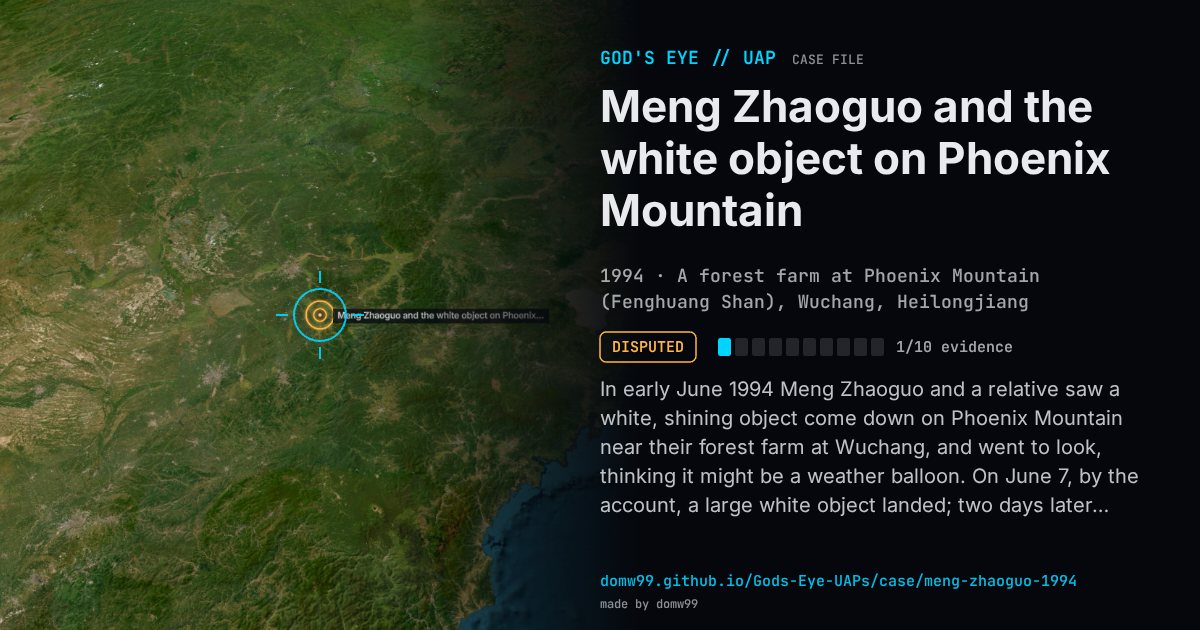 GOD'S EYE // UAP CASE FILE
Meng Zhaoguo and the
white object on Phoenix
Mountain
1994 · A forest farm at Phoenix Mountain
(Fenghuang Shan), Wuchang, Heilongjiang
DISPUTED 1/10 evidence
Meng Zhaoguo and the white object on Phoenix...
In early June 1994 Meng Zhaoguo and a relative saw a
white, shining object come down on Phoenix Mountain
near their forest farm at Wuchang, and went to look,
thinking it might be a weather balloon. On June 7, by the
account, a large white object landed; two days later...
domw99.github.io/Gods-Eye-UAPs/case/meng-zhaoguo-1994
made by domw99